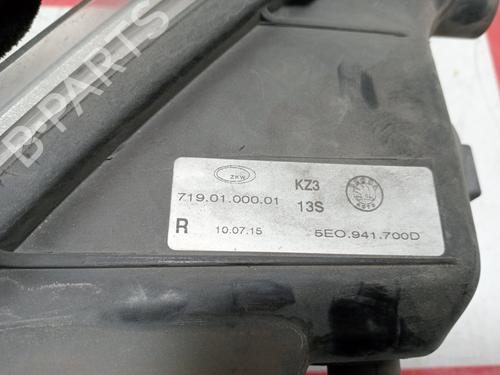 B-PARTS
ZKW
KZ3
719.01.000.01
13S
R
10.07.15
5E0.941.700D